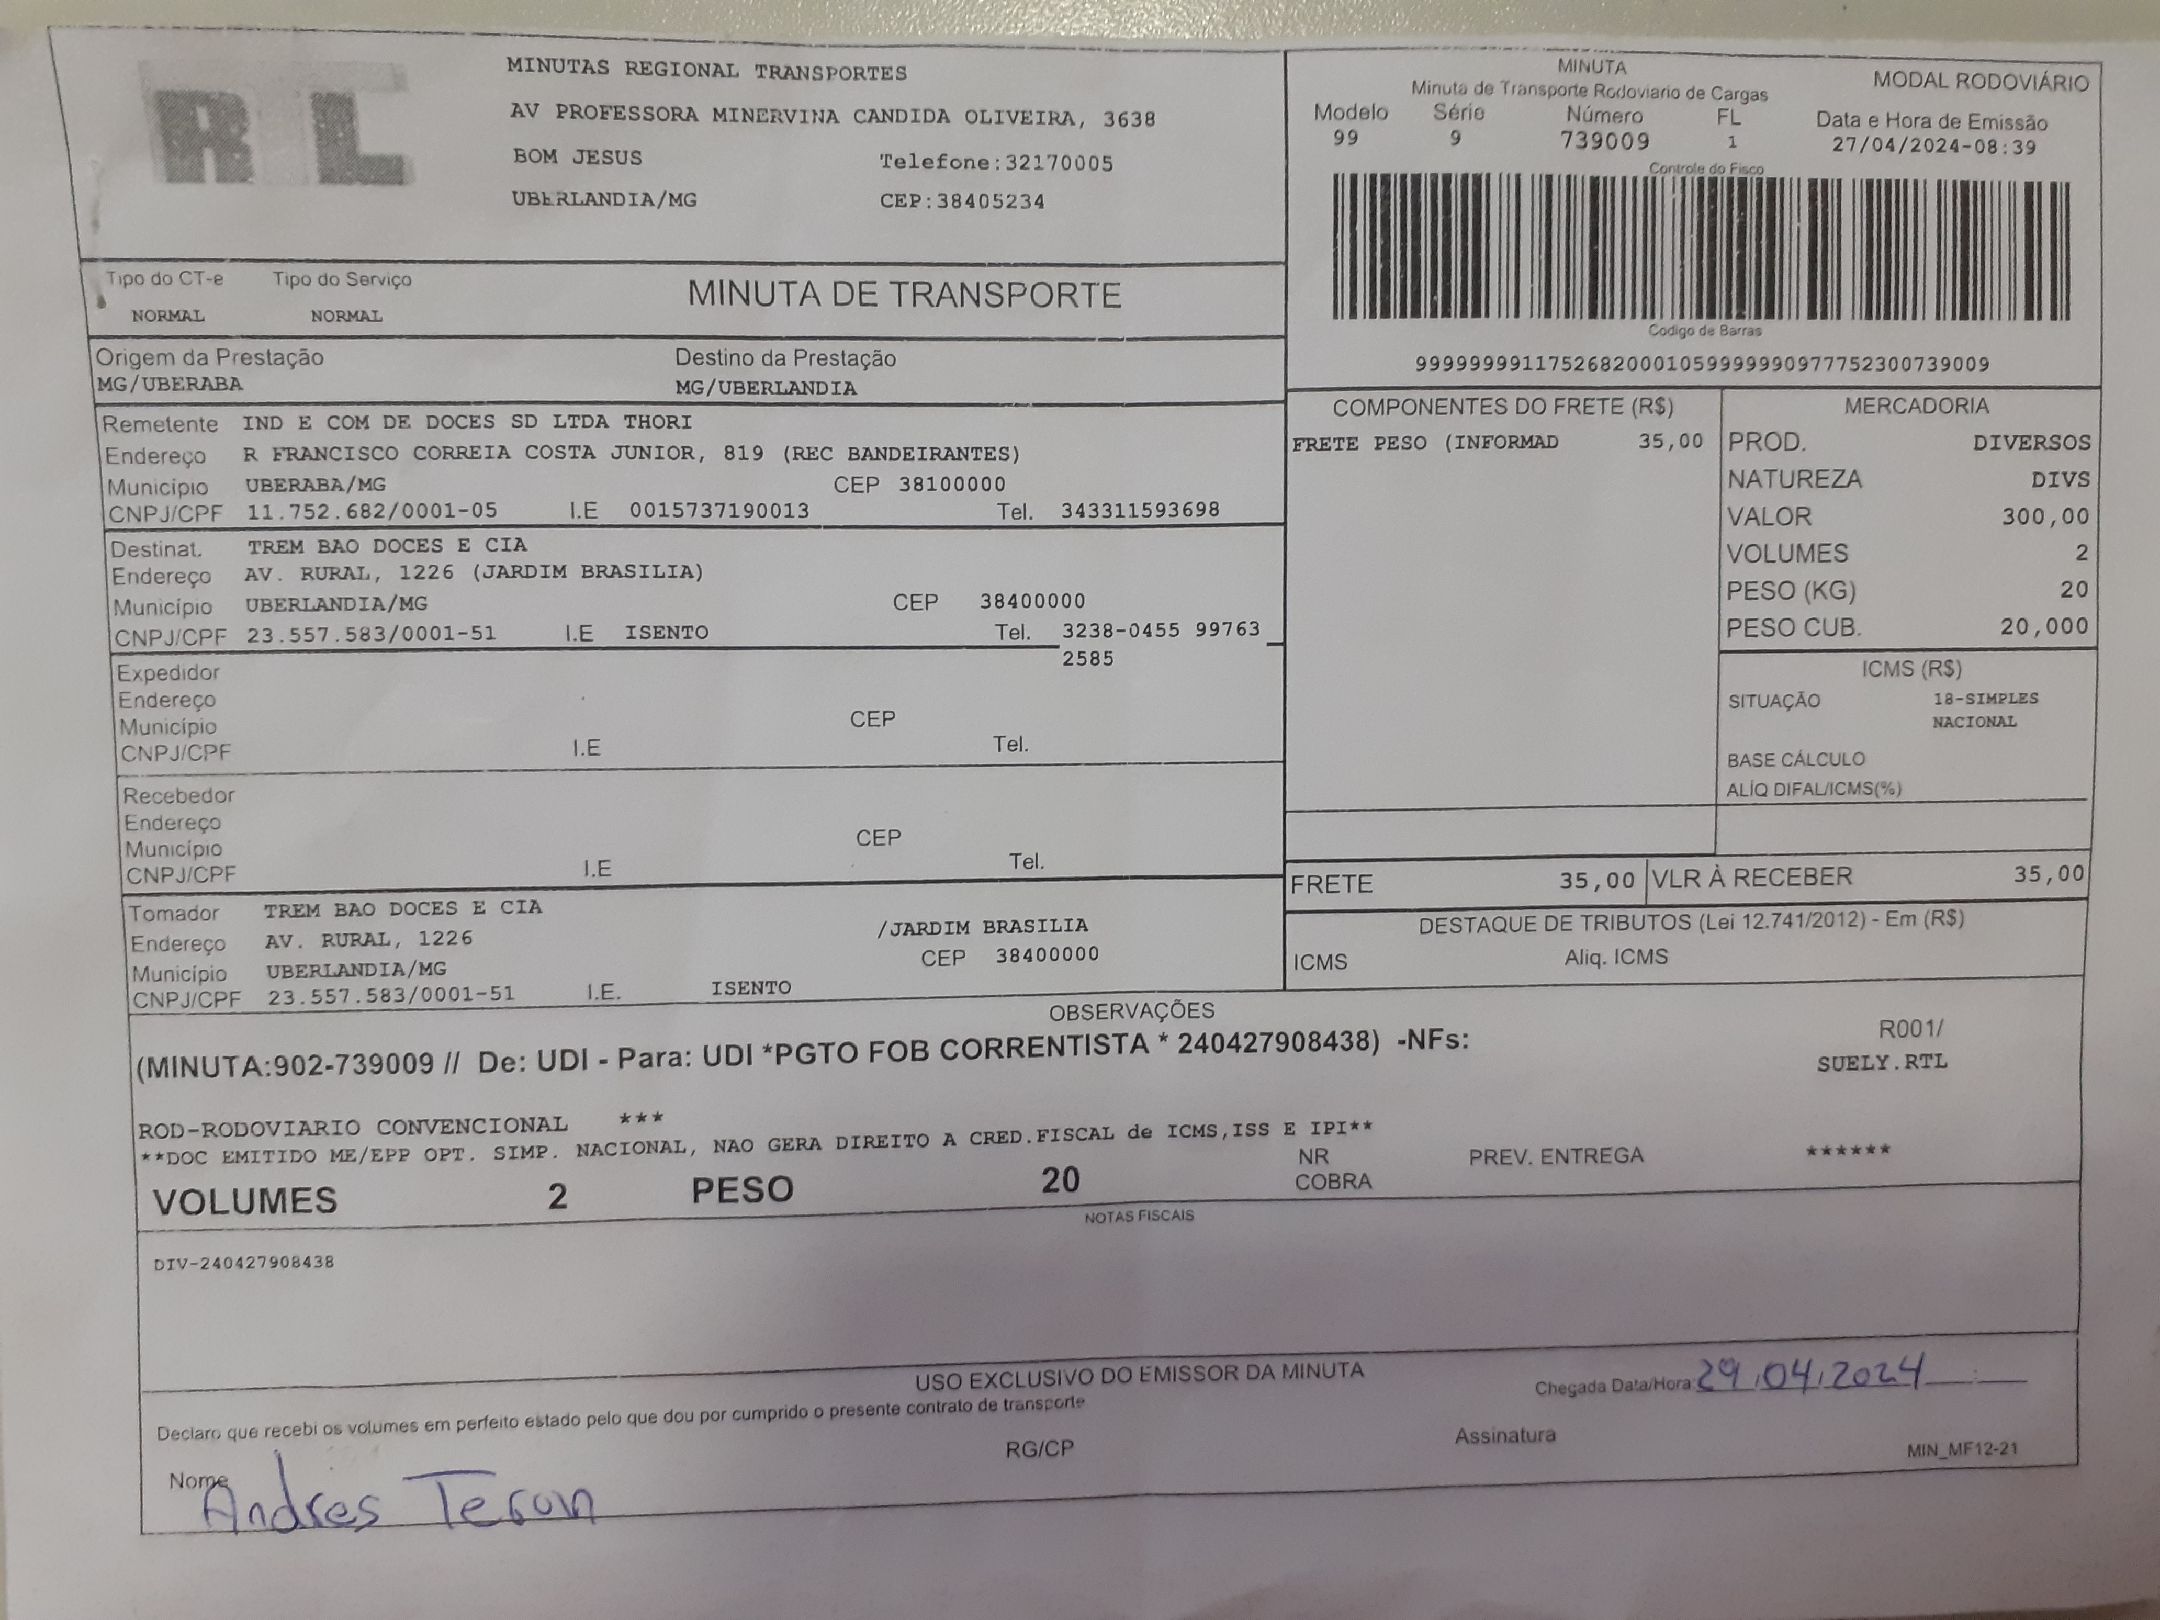 RTL
MINUTAS REGIONAL TRANSPORTES
AV PROFESSORA MINERVINA CANDIDA OLIVEIRA, 3638
BOM JESUS Telefone:32170005
UBERLANDIA/MG CEP:38405234
MINUTA
Minuta de Transporte Rodoviario de Cargas
MODAL RODOVIÁRIO
Modelo Série Número FL Data e Hora de Emissão
99 9 739009 1 27/04/2024-08:39
Controle do Fisco
Codigo de Barras
99999999117526820001059999999097775230073​9009
Tipo do CT-e Tipo do Serviço
NORMAL NORMAL
MINUTA DE TRANSPORTE
Origem da Prestação Destino da Prestação
MG/UBERABA MG/UBERLANDIA
Remetente IND E COM DE DOCES SD LTDA THORI
Endereço R FRANCISCO CORREIA COSTA JUNIOR, 819 (REC BANDEIRANTES)
Município UBERABA/MG CEP 38100000
CNPJ/CPF 11.752.682/0001-05 I.E 0015737190013 Tel. 343311593698
Destinat. TREM BAO DOCES E CIA
Endereço AV. RURAL, 1226 (JARDIM BRASILIA)
Município UBERLANDIA/MG CEP 38400000
CNPJ/CPF 23.557.583/0001-51 I.E ISENTO Tel. 3238-0455 99763
2585
Expedidor
Endereço
Município CEP
CNPJ/CPF I.E Tel.
Recebedor
Endereço
Município CEP
CNPJ/CPF I.E Tel.
Tomador TREM BAO DOCES E CIA
Endereço AV. RURAL, 1226 /JARDIM BRASILIA
Município UBERLANDIA/MG CEP 38400000
CNPJ/CPF 23.557.583/0001-51 I.E. ISENTO
COMPONENTES DO FRETE (R$)
FRETE PESO (INFORMAD 35,00
MERCADORIA
PROD. DIVERSOS
NATUREZA DIVS
VALOR 300,00
VOLUMES 2
PESO (KG) 20
PESO CUB. 20,000
ICMS (R$)
SITUAÇÃO 18-SIMPLES
NACIONAL
BASE CÁLCULO
ALÍQ DIFAL/ICMS(%)
FRETE 35,00 VLR À RECEBER 35,00
DESTAQUE DE TRIBUTOS (Lei 12.741/2012) - Em (R$)
ICMS Aliq. ICMS
OBSERVAÇÕES
(MINUTA:902-739009 // De: UDI - Para: UDI *PGTO FOB CORRENTISTA * 240427908438) -NFs:
R001/
SUELY.RTL
ROD-RODOVIARIO CONVENCIONAL ***
**DOC EMITIDO ME/EPP OPT. SIMP. NACIONAL, NAO GERA DIREITO A CRED.FISCAL de ICMS,ISS E IPI**
VOLUMES 2 PESO 20 NR
COBRA
PREV. ENTREGA ******
NOTAS FISCAIS
DIV-240427908438
USO EXCLUSIVO DO EMISSOR DA MINUTA
Chegada Data/Hora: 29/04/2024
Declaro que recebi os volumes em perfeito estado pelo que dou por cumprido o presente contrato de transporte
RG/CP Assinatura MIN_MF12-21
Nome Andres Teron